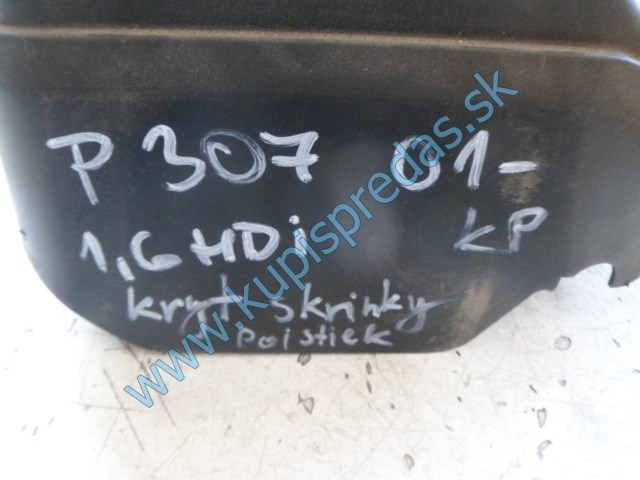 P 307 01-
1,6 HDi KP
kryt skrinky
poistiek
www.kupispredas.sk